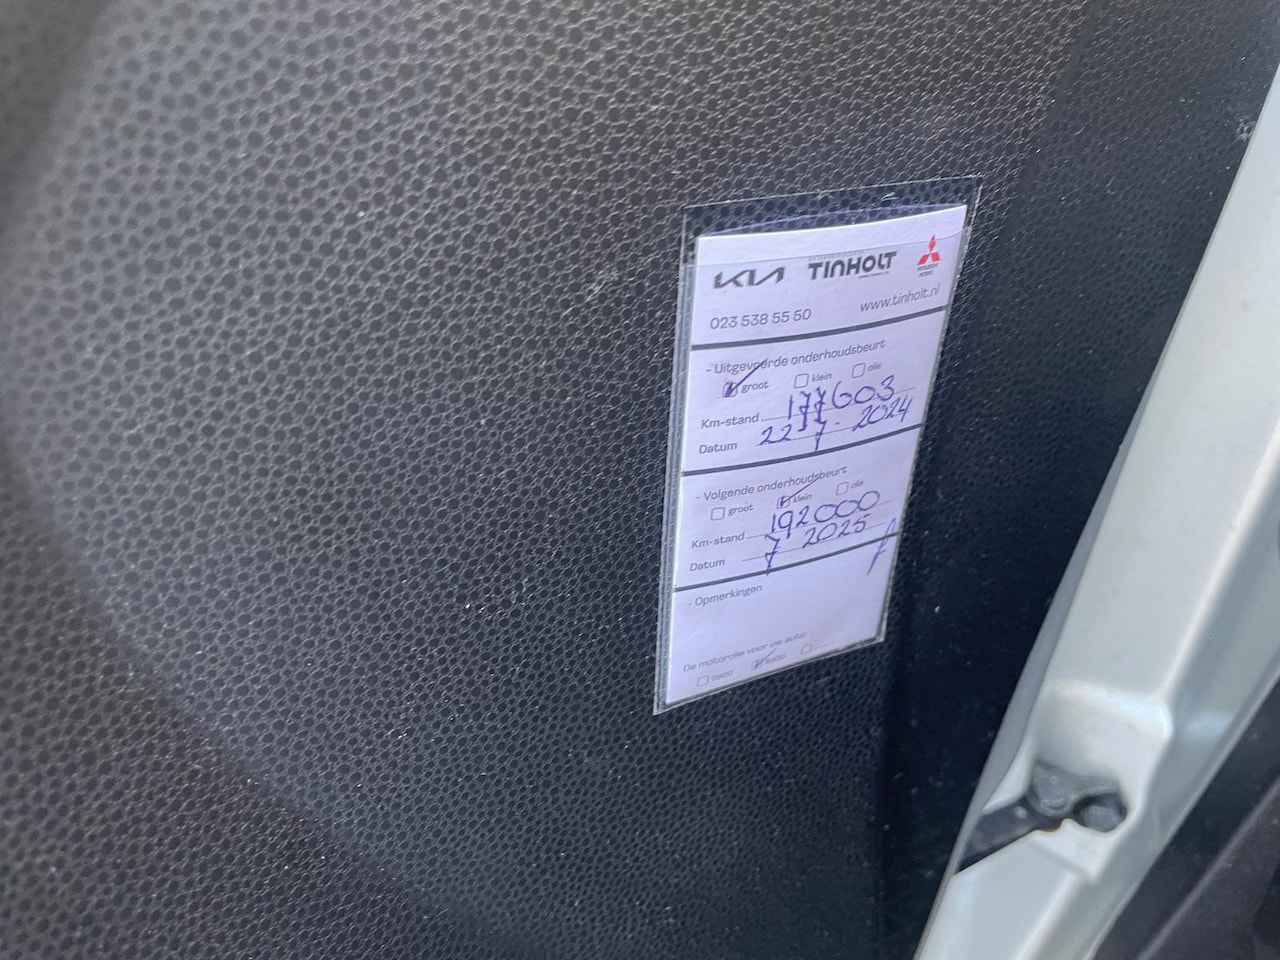 KIA TINHOLT
MITSUBISHI MOTORS
023 538 55 50 www.tinholt.nl
- Uitgevoerde onderhoudsbeurt
groot klein olie
Km-stand 177603
Datum 22 7 - 2024
- Volgende onderhoudsbeurt
groot klein olie
Km-stand 192000
Datum 7 2025
- Opmerkingen
De motorolie voor uw auto: